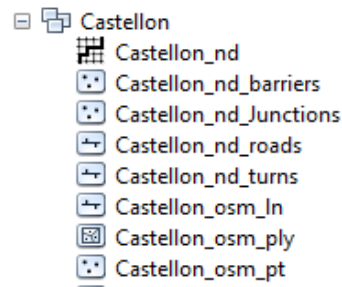 Castellon
Castellon_nd
Castellon_nd_barriers
Castellon_nd_Junctions
Castellon_nd_roads
Castellon_nd_turns
Castellon_osm_ln
Castellon_osm_ply
Castellon_osm_pt